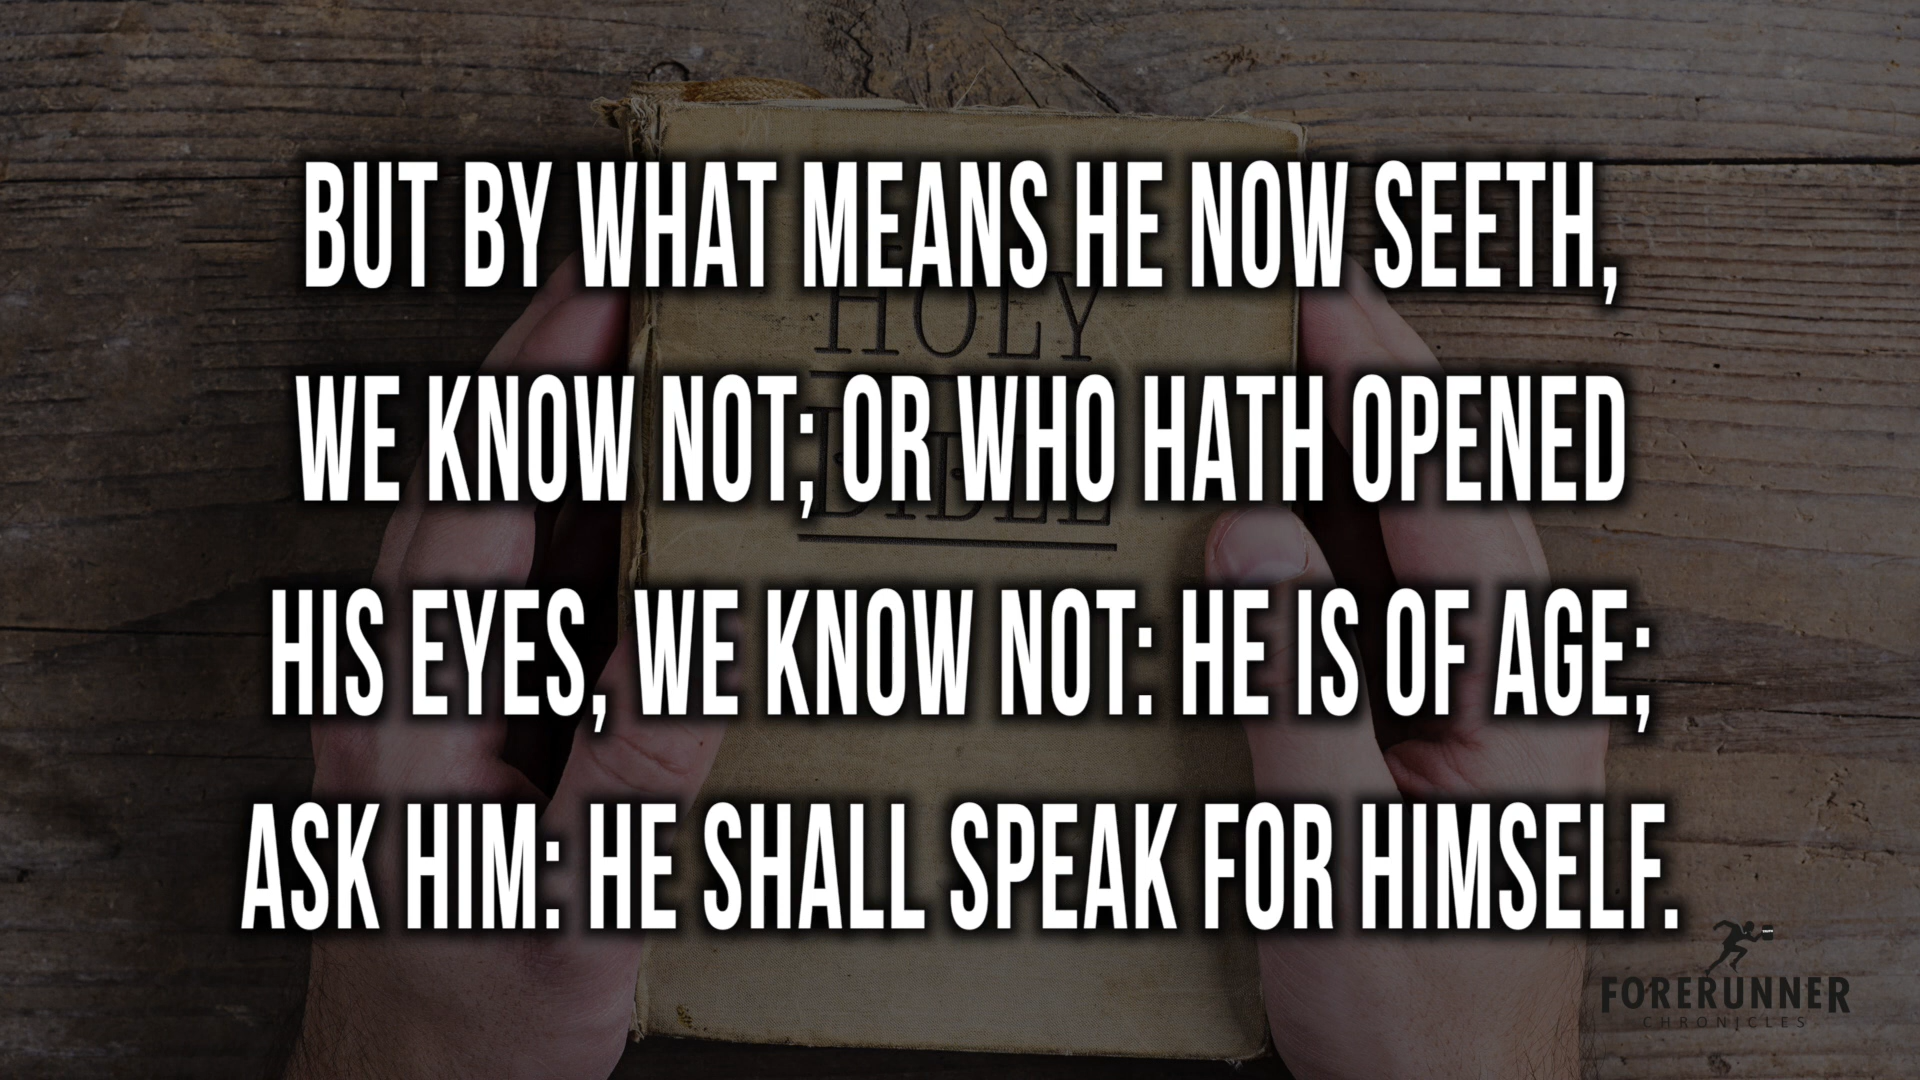 BUT BY WHAT MEANS HE NOW SEETH,
WE KNOW NOT; OR WHO HATH OPENED
HIS EYES, WE KNOW NOT: HE IS OF AGE;
ASK HIM: HE SHALL SPEAK FOR HIMSELF.
HOLY
BIBLE
FORERUNNER
CHRONICLES